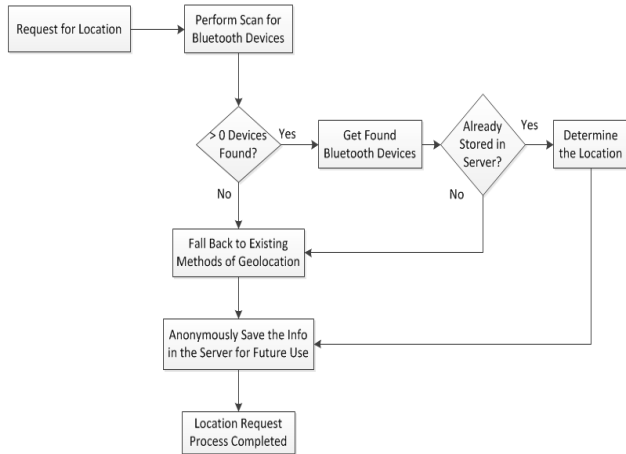 Request for Location
Perform Scan for
Bluetooth Devices
> 0 Devices
Found?
Yes
No
Get Found
Bluetooth Devices
Already
Stored in
Server?
Yes
No
Determine
the Location
Fall Back to Existing
Methods of Geolocation
Anonymously Save the Info
in the Server for Future Use
Location Request
Process Completed